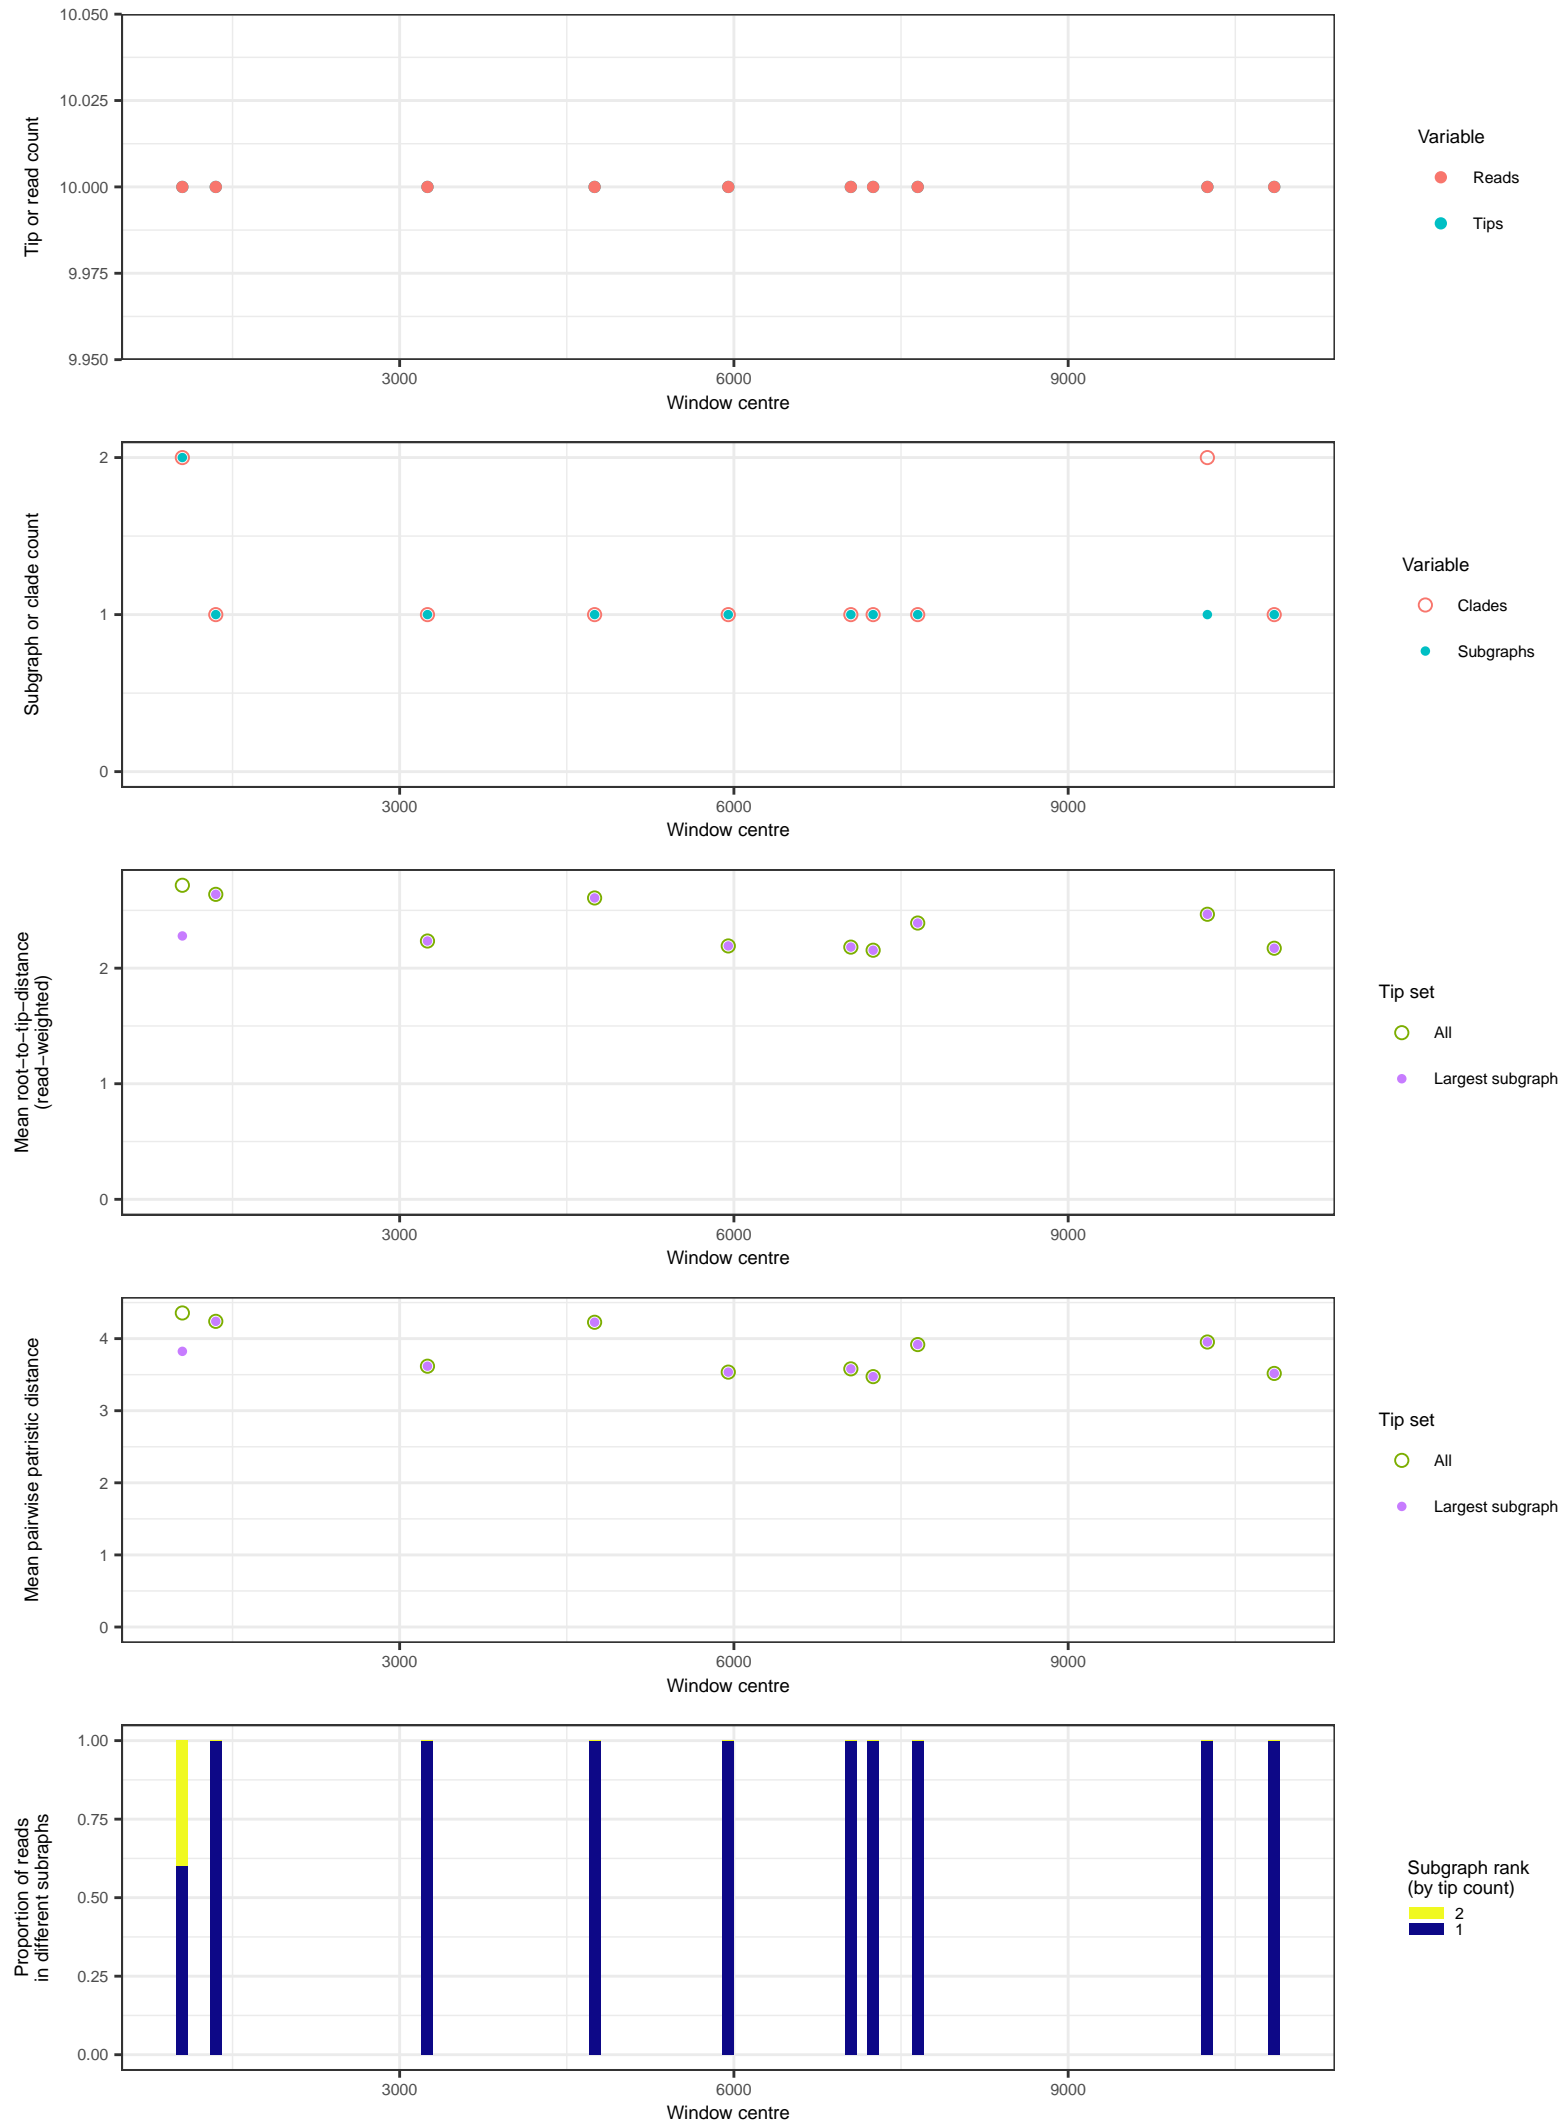 10.050
10.025
10.000
9.975
9.950
Tip or read count
3000
6000
9000
Window centre
Variable
Reads
Tips
2
1
0
Subgraph or clade count
3000
6000
9000
Window centre
Variable
Clades
Subgraphs
2
1
0
Mean root−to−tip−distance
(read−weighted)
3000
6000
9000
Window centre
Tip set
All
Largest subgraph
4
3
2
1
0
Mean pairwise patristic distance
3000
6000
9000
Window centre
Tip set
All
Largest subgraph
1.00
0.75
0.50
0.25
0.00
Proportion of reads
in different subraphs
3000
6000
9000
Window centre
Subgraph rank
(by tip count)
2
1